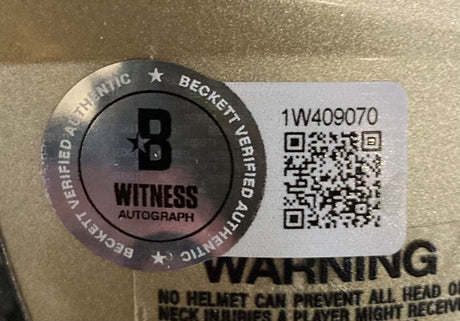 BECKETT VERIFIED AUTHENTIC ★ BECKETT VERIFIED AUTHENTIC ★
B
WITNESS
AUTOGRAPH
1W409070
WARNING
NO HELMET CAN PREVENT ALL HEAD O
NECK INJURIES A PLAYER MIGHT RECEIVE